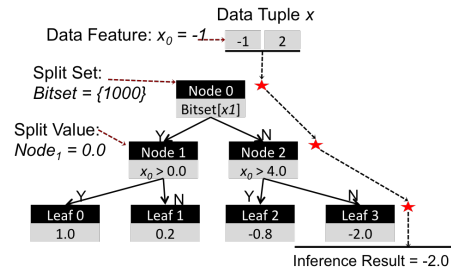 Data Tuple x
Data Feature: x0 = -1
-1 2
Split Set:
Bitset = {1000}
Node 0
Bitset[x1]
Split Value:
Node1 = 0.0
Y N
Node 1 Node 2
x0 > 0.0 x0 > 4.0
Y N Y N
Leaf 0 Leaf 1 Leaf 2 Leaf 3
1.0 0.2 -0.8 -2.0
Inference Result = -2.0